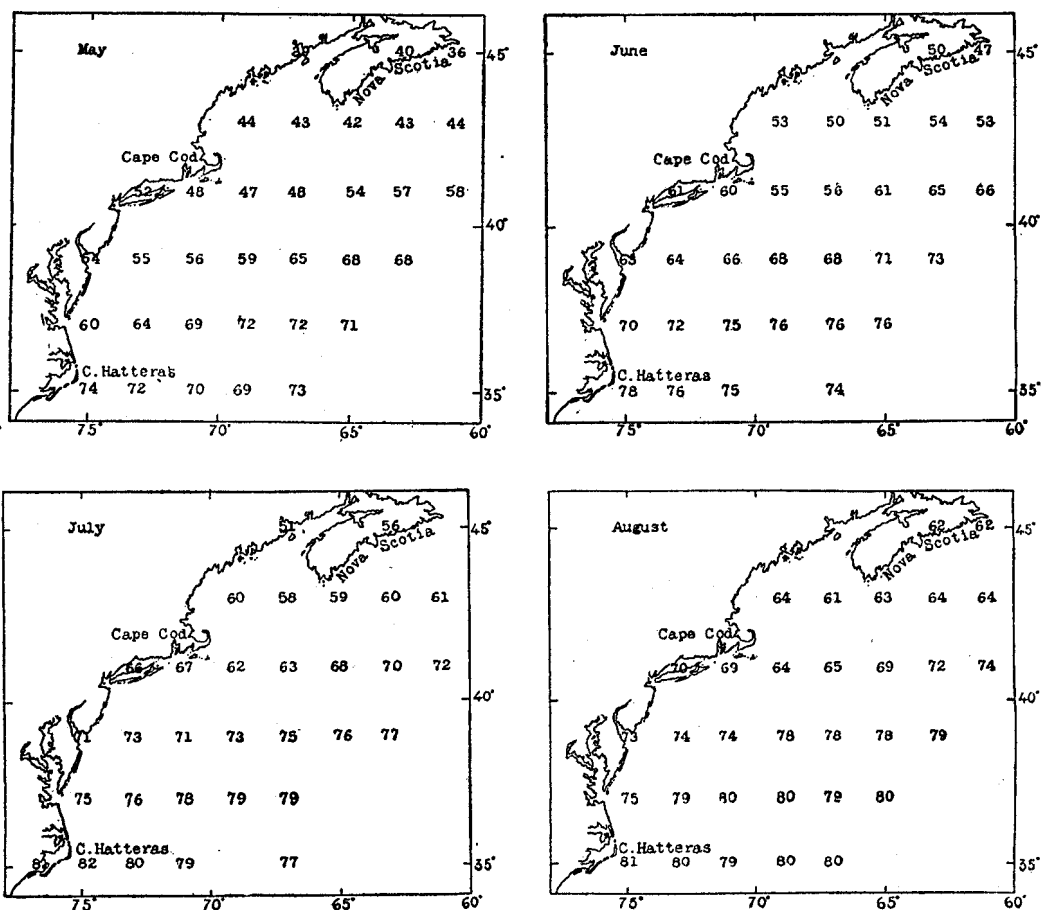 May
40 36
45°
Nova Scotia
44 43 42 43 44
Cape Cod
52 48 47 48 54 57 58
40°
54 55 56 59 65 68 68
60 64 69 72 72 71
C.Hatteras
74 72 70 69 73
35°
75° 70° 65° 60°
June
50 47
45°
Nova Scotia
53 50 51 54 53
Cape Cod
61 60 55 56 61 65 66
40°
63 64 66 68 68 71 73
70 72 75 76 76 76
C.Hatteras
78 76 75 74
35°
75° 70° 65° 60°
July
51 56
45°
Nova Scotia
60 58 59 60 61
Cape Cod
66 67 62 63 68 70 72
40°
71 73 71 73 75 76 77
75 76 78 79 79
C.Hatteras
82 80 79 77
35°
75° 70° 65° 60°
August
62 62
45°
Nova Scotia
64 61 63 64 64
Cape Cod
70 69 64 65 69 72 74
40°
73 74 74 78 78 78 79
75 79 80 80 79 80
C.Hatteras
81 80 79 80 80
35°
75° 70° 65° 60°